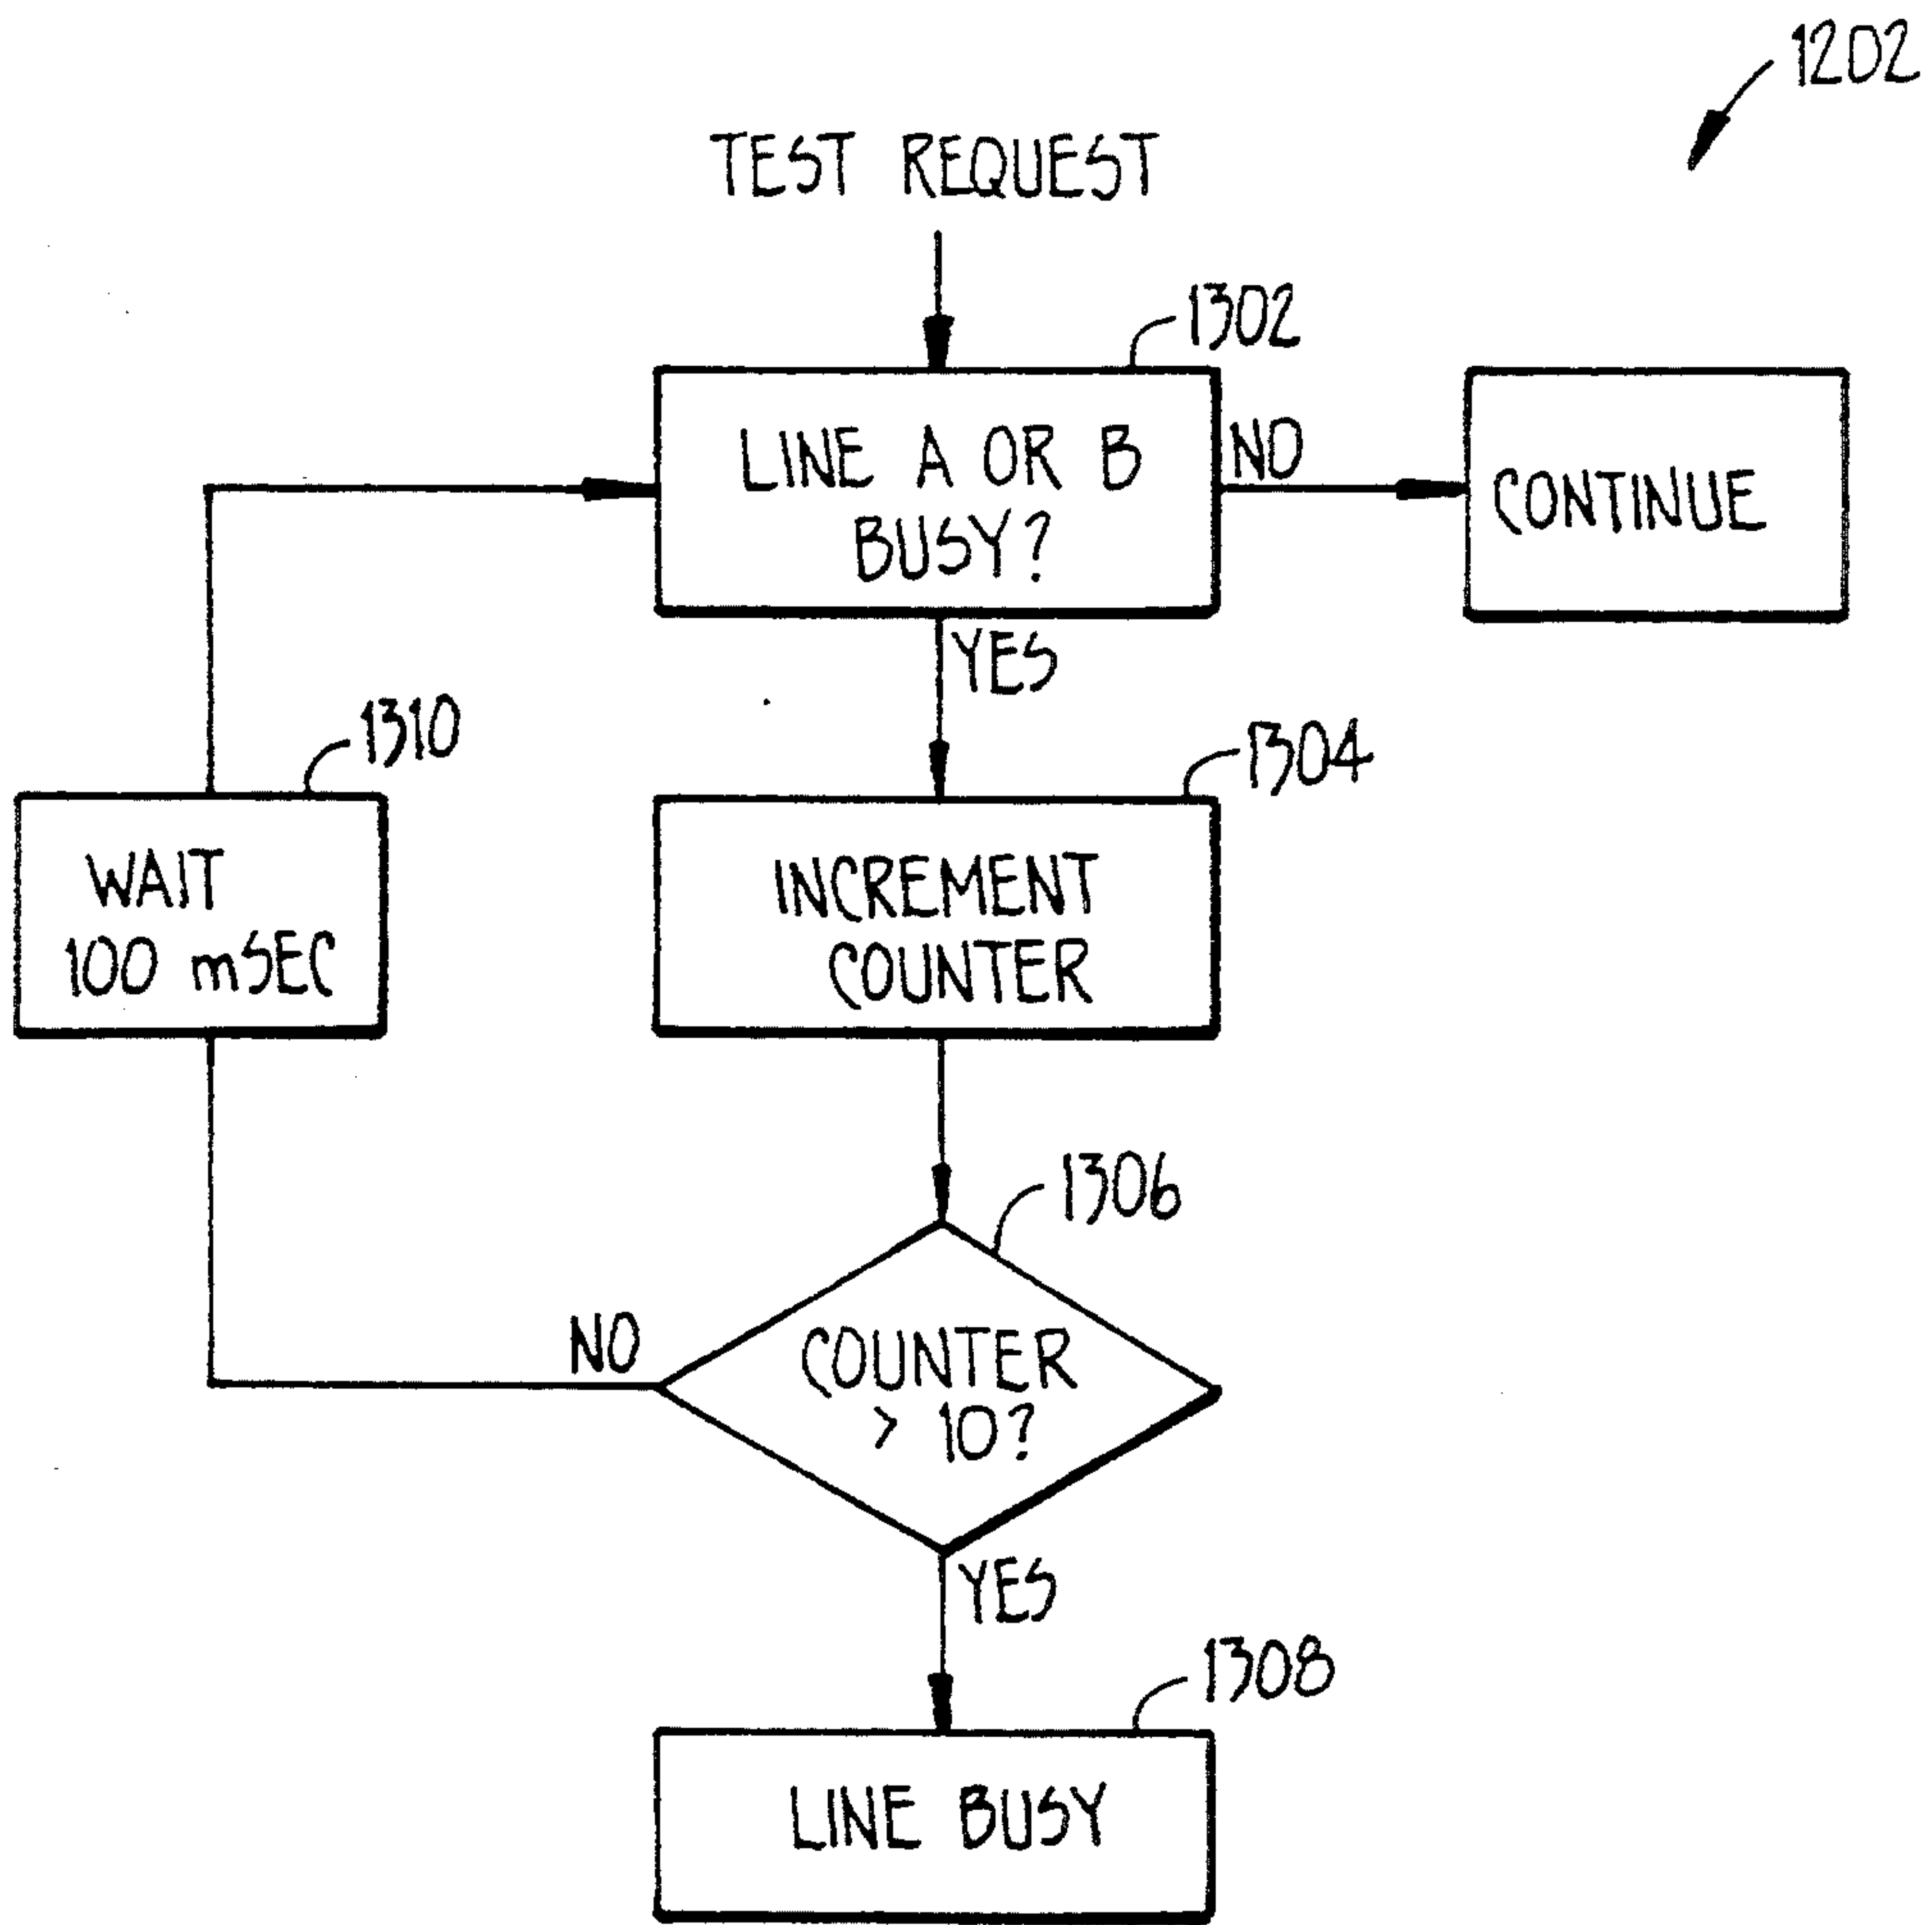 1202
TEST REQUEST
1302
LINE A OR B
BUSY?
NO
CONTINUE
YES
1310
1304
WAIT
100 mSEC
INCREMENT
COUNTER
1306
NO
COUNTER
> 10?
YES
1308
LINE BUSY